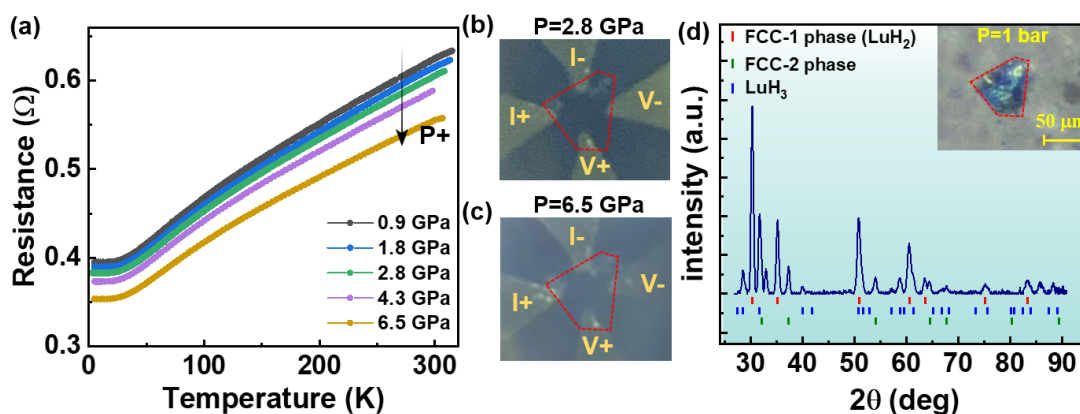 (a)
Resistance (Ω)
0.6
0.5
0.4
0.3
P+
0.9 GPa
1.8 GPa
2.8 GPa
4.3 GPa
6.5 GPa
0
100
200
300
Temperature (K)
(b)
P=2.8 GPa
I-
V-
I+
V+
(c)
P=6.5 GPa
I-
V-
I+
V+
(d)
FCC-1 phase (LuH₂)
FCC-2 phase
LuH₃
P=1 bar
50 μm
intensity (a.u.)
30 40 50 60 70 80 90
2θ (deg)